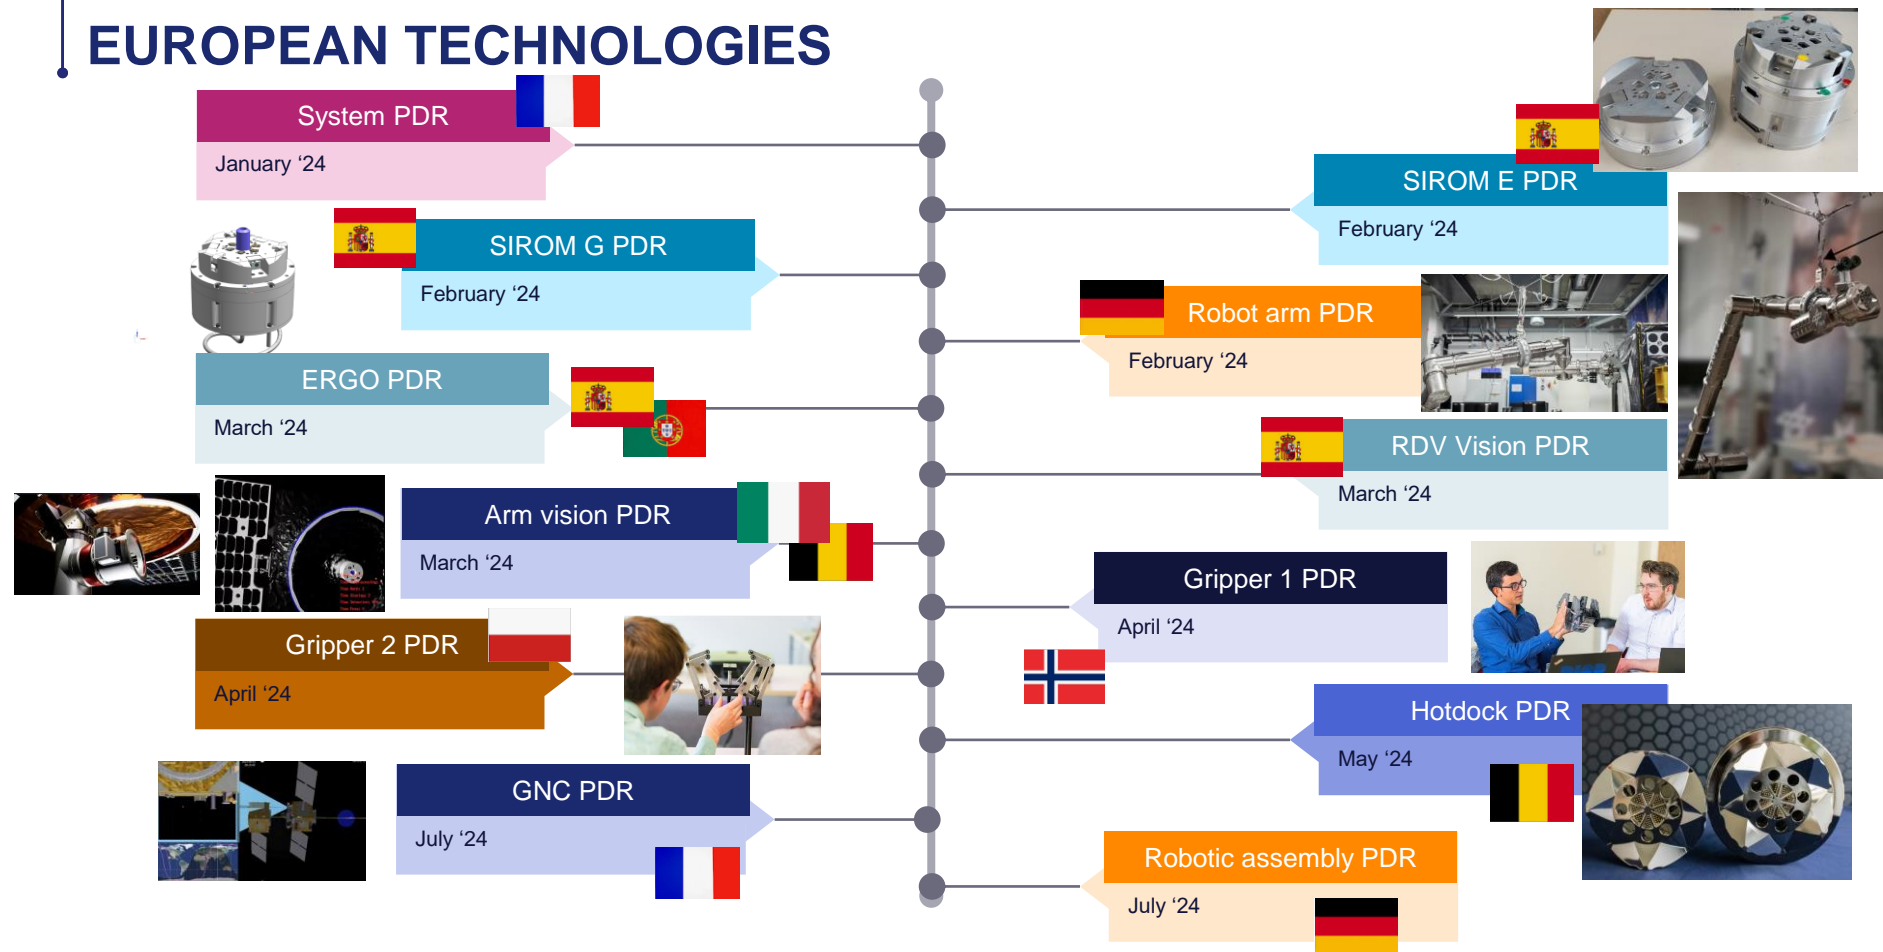 EUROPEAN TECHNOLOGIES
System PDR
January ‘24
SIROM E PDR
February ‘24
SIROM G PDR
February ‘24
Robot arm PDR
February ‘24
ERGO PDR
March ‘24
RDV Vision PDR
March ‘24
Arm vision PDR
March ‘24
Gripper 1 PDR
April ‘24
Gripper 2 PDR
April ‘24
Hotdock PDR
May ‘24
GNC PDR
July ‘24
Robotic assembly PDR
July ‘24